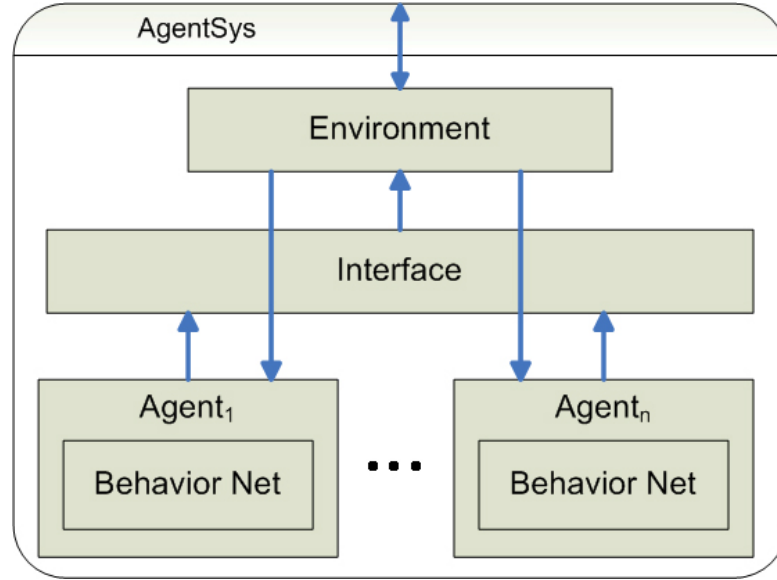 AgentSys
Environment
Interface
Agent₁
Agentₙ
Behavior Net
...
Behavior Net